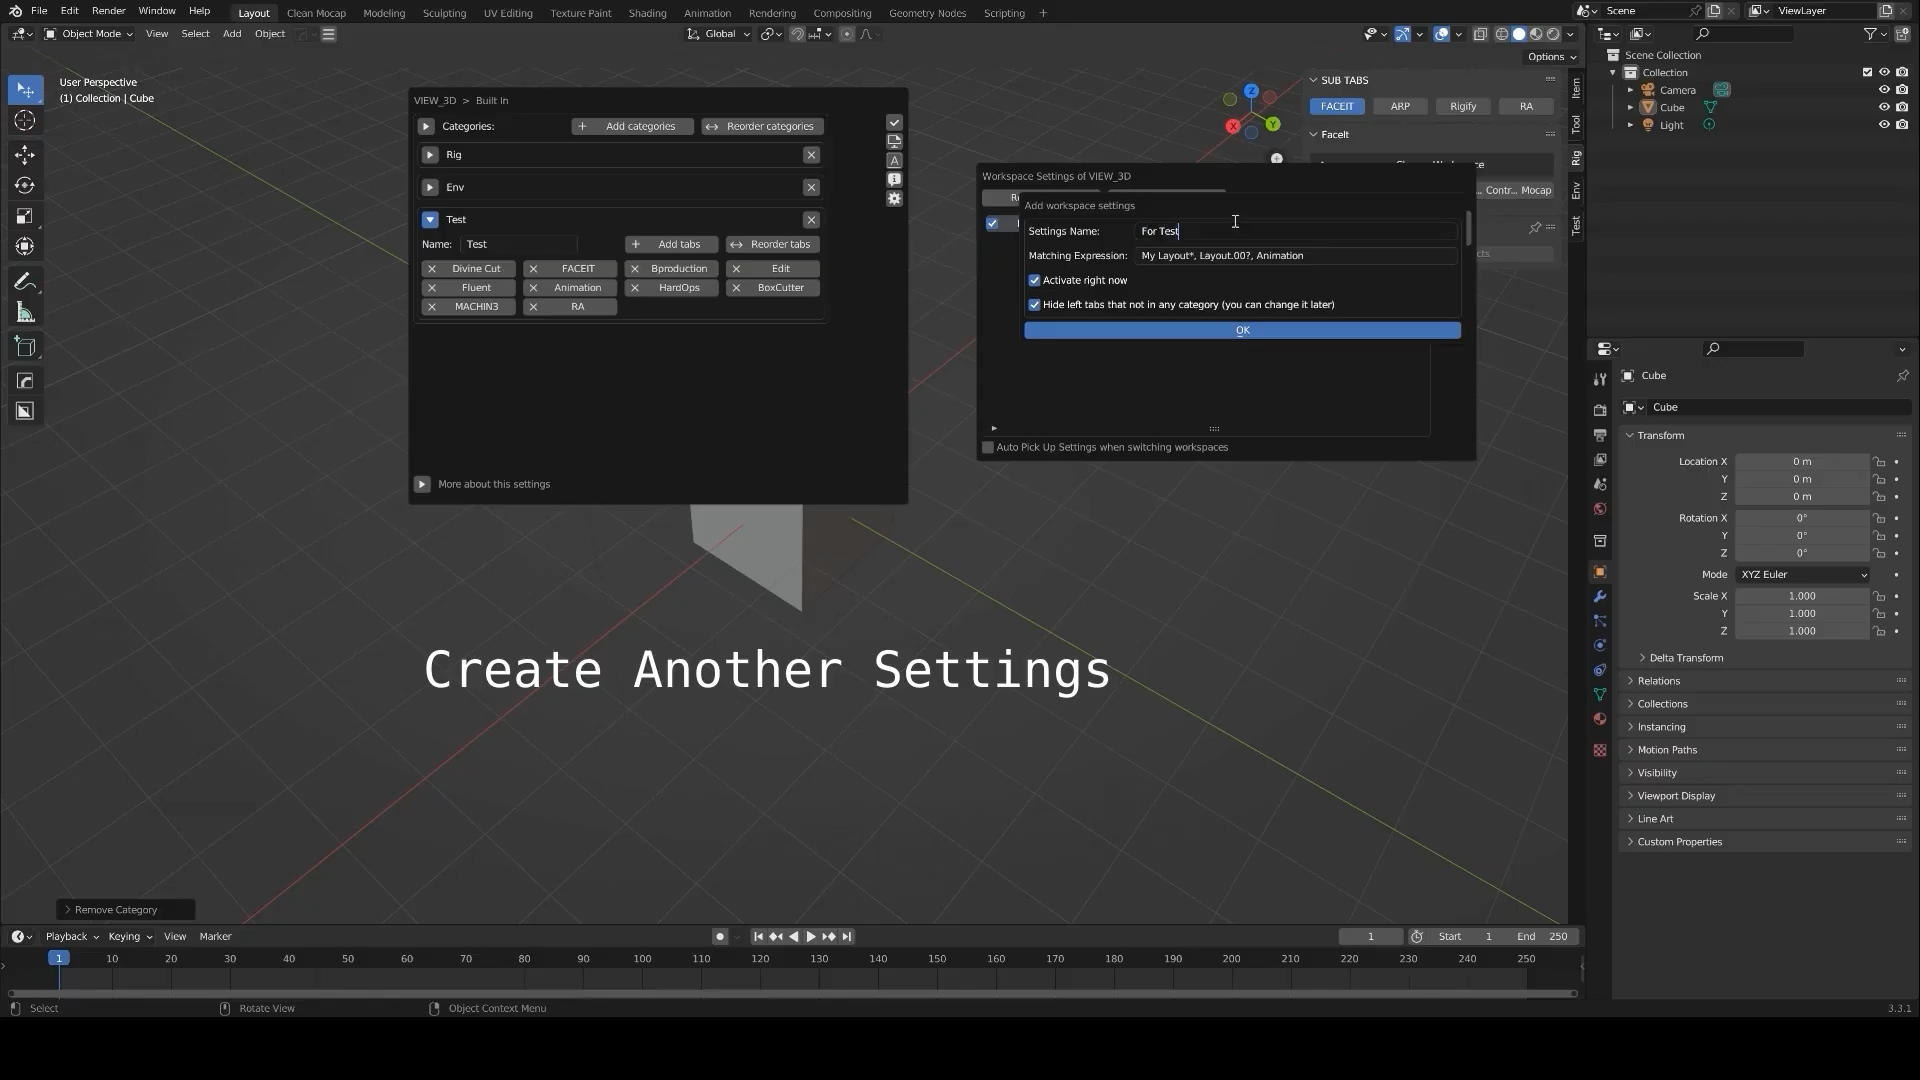 File Edit Render Window Help Layout Clean Mocap Modeling Sculpting UV Editing Texture Paint Shading Animation Rendering Compositing Geometry Nodes Scripting + Scene ViewLayer
Object Mode View Select Add Object Global
Options
User Perspective
(1) Collection | Cube
VIEW_3D > Built In
Categories: + Add categories Reorder categories
Rig
Env
Test
Name: Test + Add tabs Reorder tabs
Divine Cut FACEIT Bproduction Edit
Fluent Animation HardOps BoxCutter
MACHIN3 RA
More about this settings
Z
X Y
SUB TABS
FACEIT ARP Rigify RA
FaceIt
Contr... Mocap
Item
Tool
Rig
Env
Test
Workspace Settings of VIEW_3D
Add workspace settings
Settings Name: For Test
Matching Expression: My Layout*, Layout.00?, Animation
Activate right now
Hide left tabs that not in any category (you can change it later)
OK
Auto Pick Up Settings when switching workspaces
Create Another Settings
Remove Category
Scene Collection
Collection
Camera
Cube
Light
Cube
Cube
Transform
Location X 0 m
Y 0 m
Z 0 m
Rotation X 0°
Y 0°
Z 0°
Mode XYZ Euler
Scale X 1.000
Y 1.000
Z 1.000
Delta Transform
Relations
Collections
Instancing
Motion Paths
Visibility
Viewport Display
Line Art
Custom Properties
Playback Keying View Marker 1 Start 1 End 250
1 10 20 30 40 50 60 70 80 90 100 110 120 130 140 150 160 170 180 190 200 210 220 230 240 250
Select Rotate View Object Context Menu 3.3.1